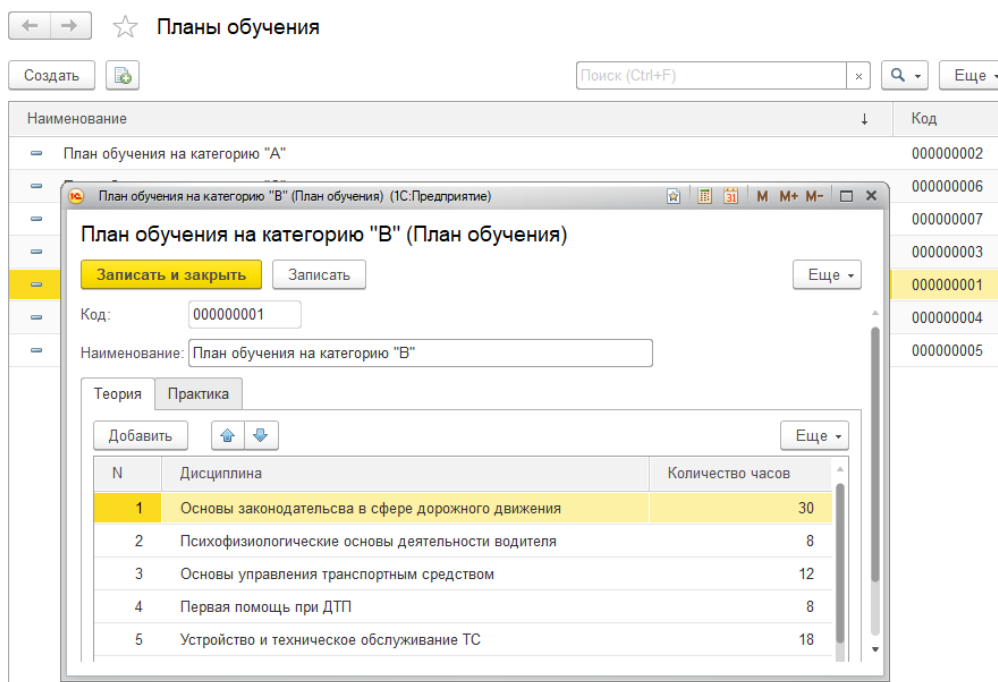 Планы обучения
Создать Поиск (Ctrl+F) × Еще
Наименование ↓ Код
План обучения на категорию "А" 000000002
000000006
1С План обучения на категорию "В" (План обучения) (1С:Предприятие) 31 M M+ M-
000000007
План обучения на категорию "В" (План обучения)
000000003
Записать и закрыть Записать Еще
000000001
Код: 000000001
000000004
Наименование: План обучения на категорию "В"
000000005
Теория Практика
Добавить Еще
N Дисциплина Количество часов
1 Основы законодательсва в сфере дорожного движения 30
2 Психофизиологические основы деятельности водителя 8
3 Основы управления транспортным средством 12
4 Первая помощь при ДТП 8
5 Устройство и техническое обслуживание ТС 18